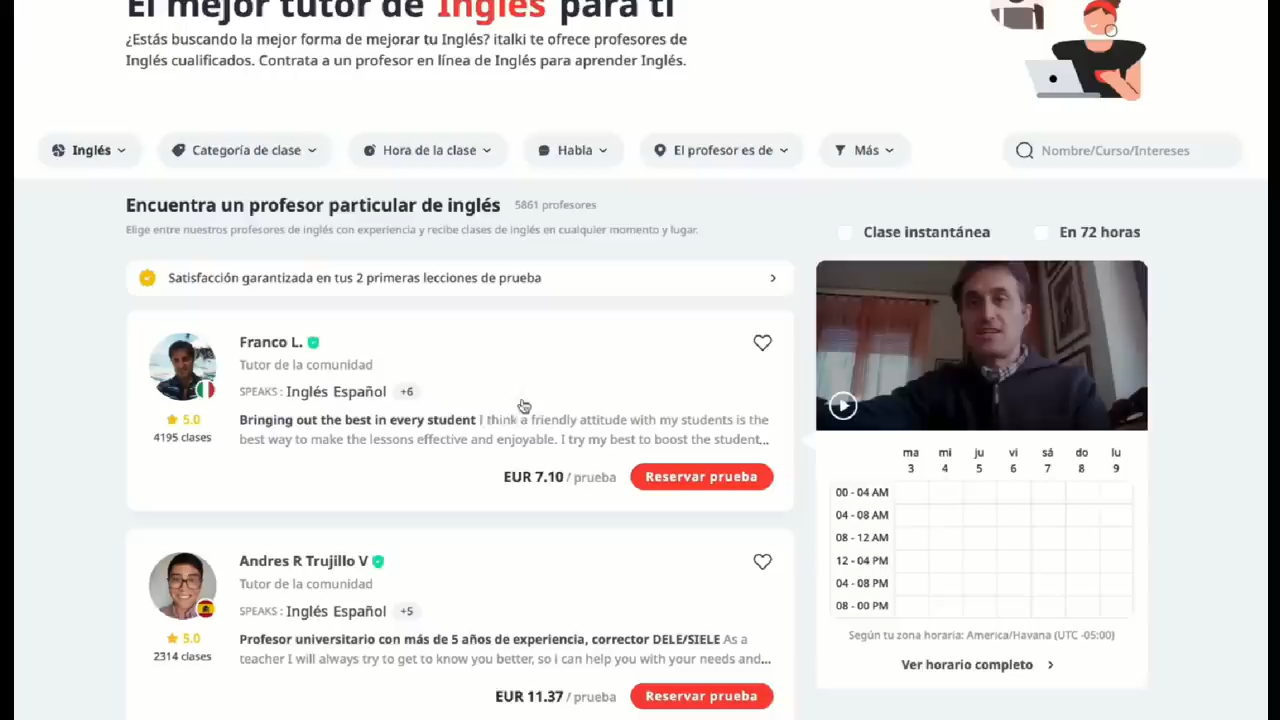 El mejor tutor de Inglés para ti
¿Estás buscando la mejor forma de mejorar tu Inglés? italki te ofrece profesores de
Inglés cualificados. Contrata a un profesor en línea de Inglés para aprender Inglés.
Inglés
Categoría de clase
Hora de la clase
Habla
El profesor es de
Más
Nombre/Curso/Intereses
Encuentra un profesor particular de inglés 5861 profesores
Elige entre nuestros profesores de inglés con experiencia y recibe clases de inglés en cualquier momento y lugar.
Clase instantánea
En 72 horas
Satisfacción garantizada en tus 2 primeras lecciones de prueba
Franco L.
Tutor de la comunidad
SPEAKS: Inglés Español +6
5.0
4195 clases
Bringing out the best in every student I think a friendly attitude with my students is the
best way to make the lessons effective and enjoyable. I try my best to boost the student...
EUR 7.10 / prueba
Reservar prueba
Andres R Trujillo V
Tutor de la comunidad
SPEAKS: Inglés Español +5
5.0
2314 clases
Profesor universitario con más de 5 años de experiencia, corrector DELE/SIELE As a
teacher I will always try to get to know you better, so i can help you with your needs and...
EUR 11.37 / prueba
Reservar prueba
ma mi ju vi sá do lu
3 4 5 6 7 8 9
00 - 04 AM
04 - 08 AM
08 - 12 AM
12 - 04 PM
04 - 08 PM
08 - 00 PM
Según tu zona horaria: America/Havana (UTC -05:00)
Ver horario completo